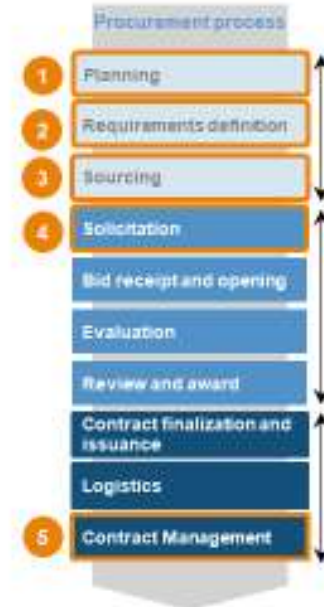 Procurement process
1 Planning
2 Requirements definition
3 Sourcing
4 Solicitation
Bid receipt and opening
Evaluation
Review and award
Contract finalization and
issuance
Logistics
5 Contract Management